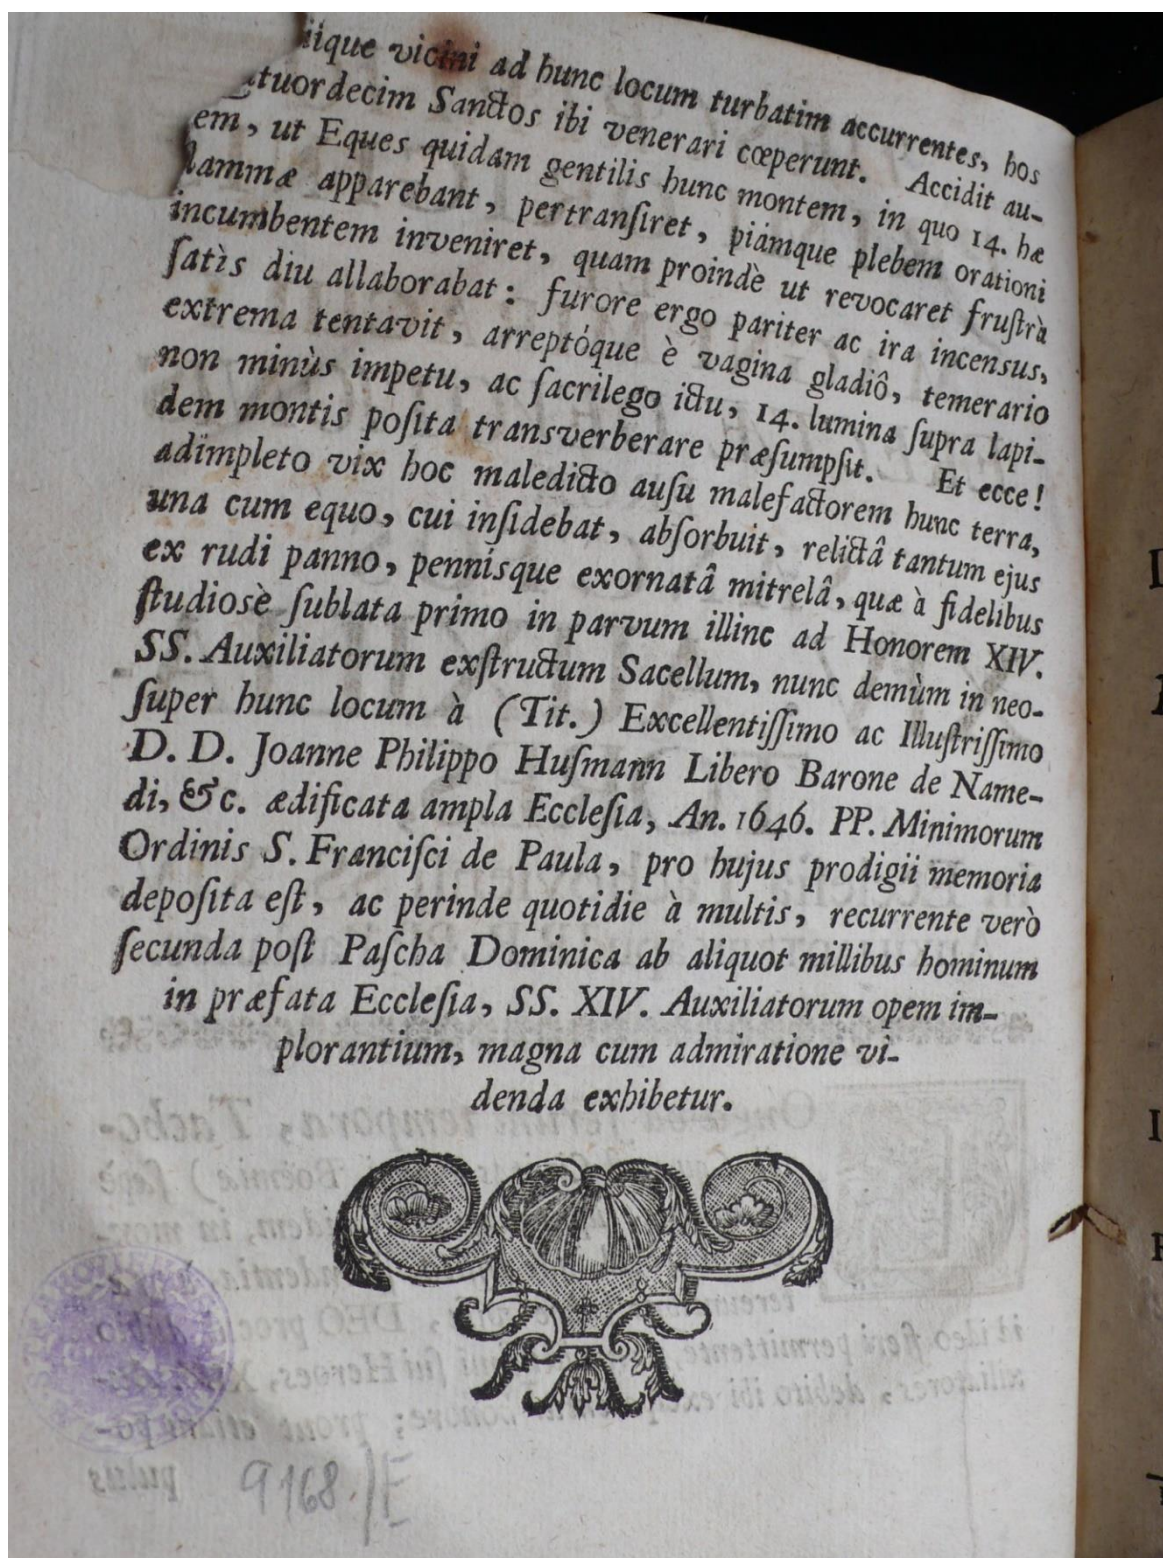 iique vicini ad hunc locum turbatim accurrentes, hos
tuordecim Sanctos ibi venerari cœperunt. Accidit au-
em, ut Eques quidam gentilis hunc montem, in quo 14. hæ
lammæ apparebant, pertranſiret, piámque plebem orationi
incumbentem inveniret, quam proindè ut revocaret fruſtrà
ſatìs diu allaborabat: furore ergo pariter ac ira incensus,
extrema tentavit, arreptóque è vagina gladiô, temerario
non minùs impetu, ac ſacrilego ictu, 14. lumina ſupra lapi-
dem montis poſita transverberare præſumpſit. Et ecce!
adimpleto vix hoc maledicto auſu malefactorem hunc terra,
una cum equo, cui inſidebat, abſorbuit, relictâ tantum ejus
ex rudi panno, pennisque exornatâ mitrelâ, quæ à fidelibus
ſtudiosè ſublata primo in parvum illinc ad Honorem XIV.
SS. Auxiliatorum exſtructum Sacellum, nunc demùm in neo-
ſuper hunc locum à (Tit.) Excellentiſſimo ac Illuſtriſſimo
D. D. Joanne Philippo Huſmann Libero Barone de Name-
di, &c. ædificata ampla Eccleſia, An. 1646. PP. Minimorum
Ordinis S. Franciſci de Paula, pro hujus prodigii memoria
depoſita eſt, ac perinde quotidie à multis, recurrente verò
ſecunda poſt Paſcha Dominica ab aliquot millibus hominum
in præfata Eccleſia, SS. XIV. Auxiliatorum opem im-
plorantium, magna cum admiratione vi-
denda exhibetur.
9168./F